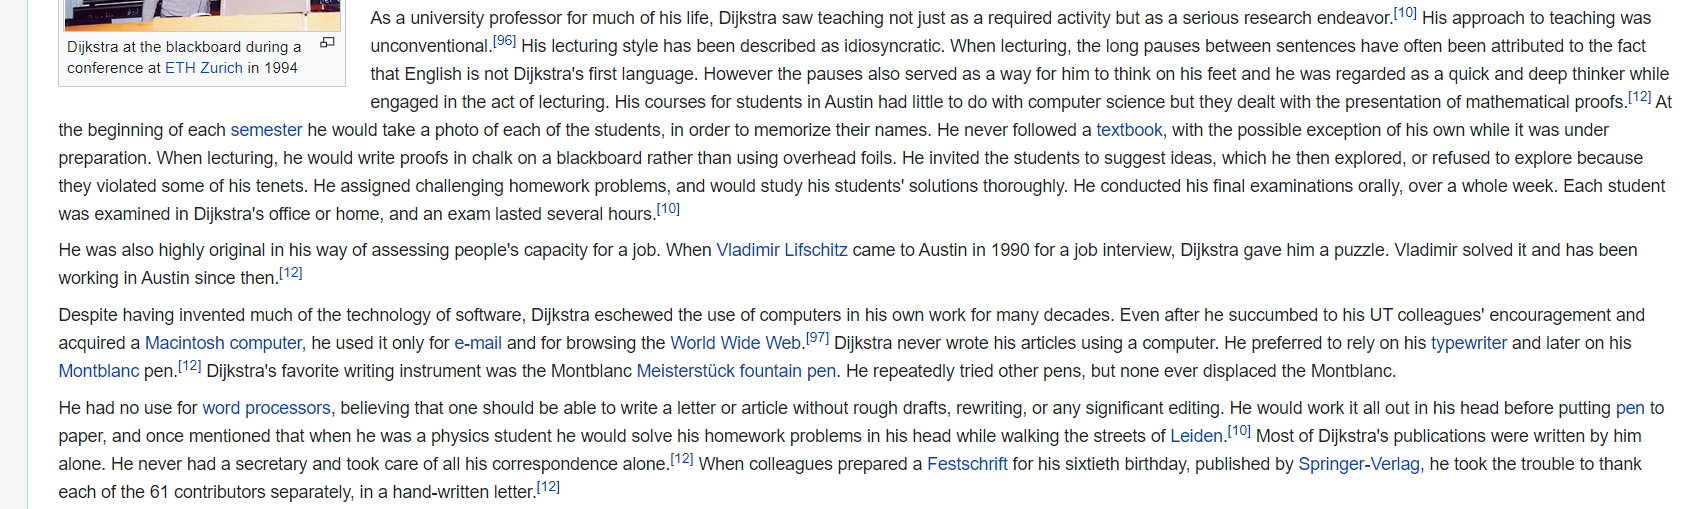 As a university professor for much of his life, Dijkstra saw teaching not just as a required activity but as a serious research endeavor.[10] His approach to teaching was
unconventional.[96] His lecturing style has been described as idiosyncratic. When lecturing, the long pauses between sentences have often been attributed to the fact
that English is not Dijkstra's first language. However the pauses also served as a way for him to think on his feet and he was regarded as a quick and deep thinker while
engaged in the act of lecturing. His courses for students in Austin had little to do with computer science but they dealt with the presentation of mathematical proofs.[12] At
Dijkstra at the blackboard during a
conference at ETH Zurich in 1994
the beginning of each semester he would take a photo of each of the students, in order to memorize their names. He never followed a textbook, with the possible exception of his own while it was under
preparation. When lecturing, he would write proofs in chalk on a blackboard rather than using overhead foils. He invited the students to suggest ideas, which he then explored, or refused to explore because
they violated some of his tenets. He assigned challenging homework problems, and would study his students' solutions thoroughly. He conducted his final examinations orally, over a whole week. Each student
was examined in Dijkstra's office or home, and an exam lasted several hours.[10]
He was also highly original in his way of assessing people's capacity for a job. When Vladimir Lifschitz came to Austin in 1990 for a job interview, Dijkstra gave him a puzzle. Vladimir solved it and has been
working in Austin since then.[12]
Despite having invented much of the technology of software, Dijkstra eschewed the use of computers in his own work for many decades. Even after he succumbed to his UT colleagues' encouragement and
acquired a Macintosh computer, he used it only for e-mail and for browsing the World Wide Web.[97] Dijkstra never wrote his articles using a computer. He preferred to rely on his typewriter and later on his
Montblanc pen.[12] Dijkstra's favorite writing instrument was the Montblanc Meisterstück fountain pen. He repeatedly tried other pens, but none ever displaced the Montblanc.
He had no use for word processors, believing that one should be able to write a letter or article without rough drafts, rewriting, or any significant editing. He would work it all out in his head before putting pen to
paper, and once mentioned that when he was a physics student he would solve his homework problems in his head while walking the streets of Leiden.[10] Most of Dijkstra's publications were written by him
alone. He never had a secretary and took care of all his correspondence alone.[12] When colleagues prepared a Festschrift for his sixtieth birthday, published by Springer-Verlag, he took the trouble to thank
each of the 61 contributors separately, in a hand-written letter.[12]